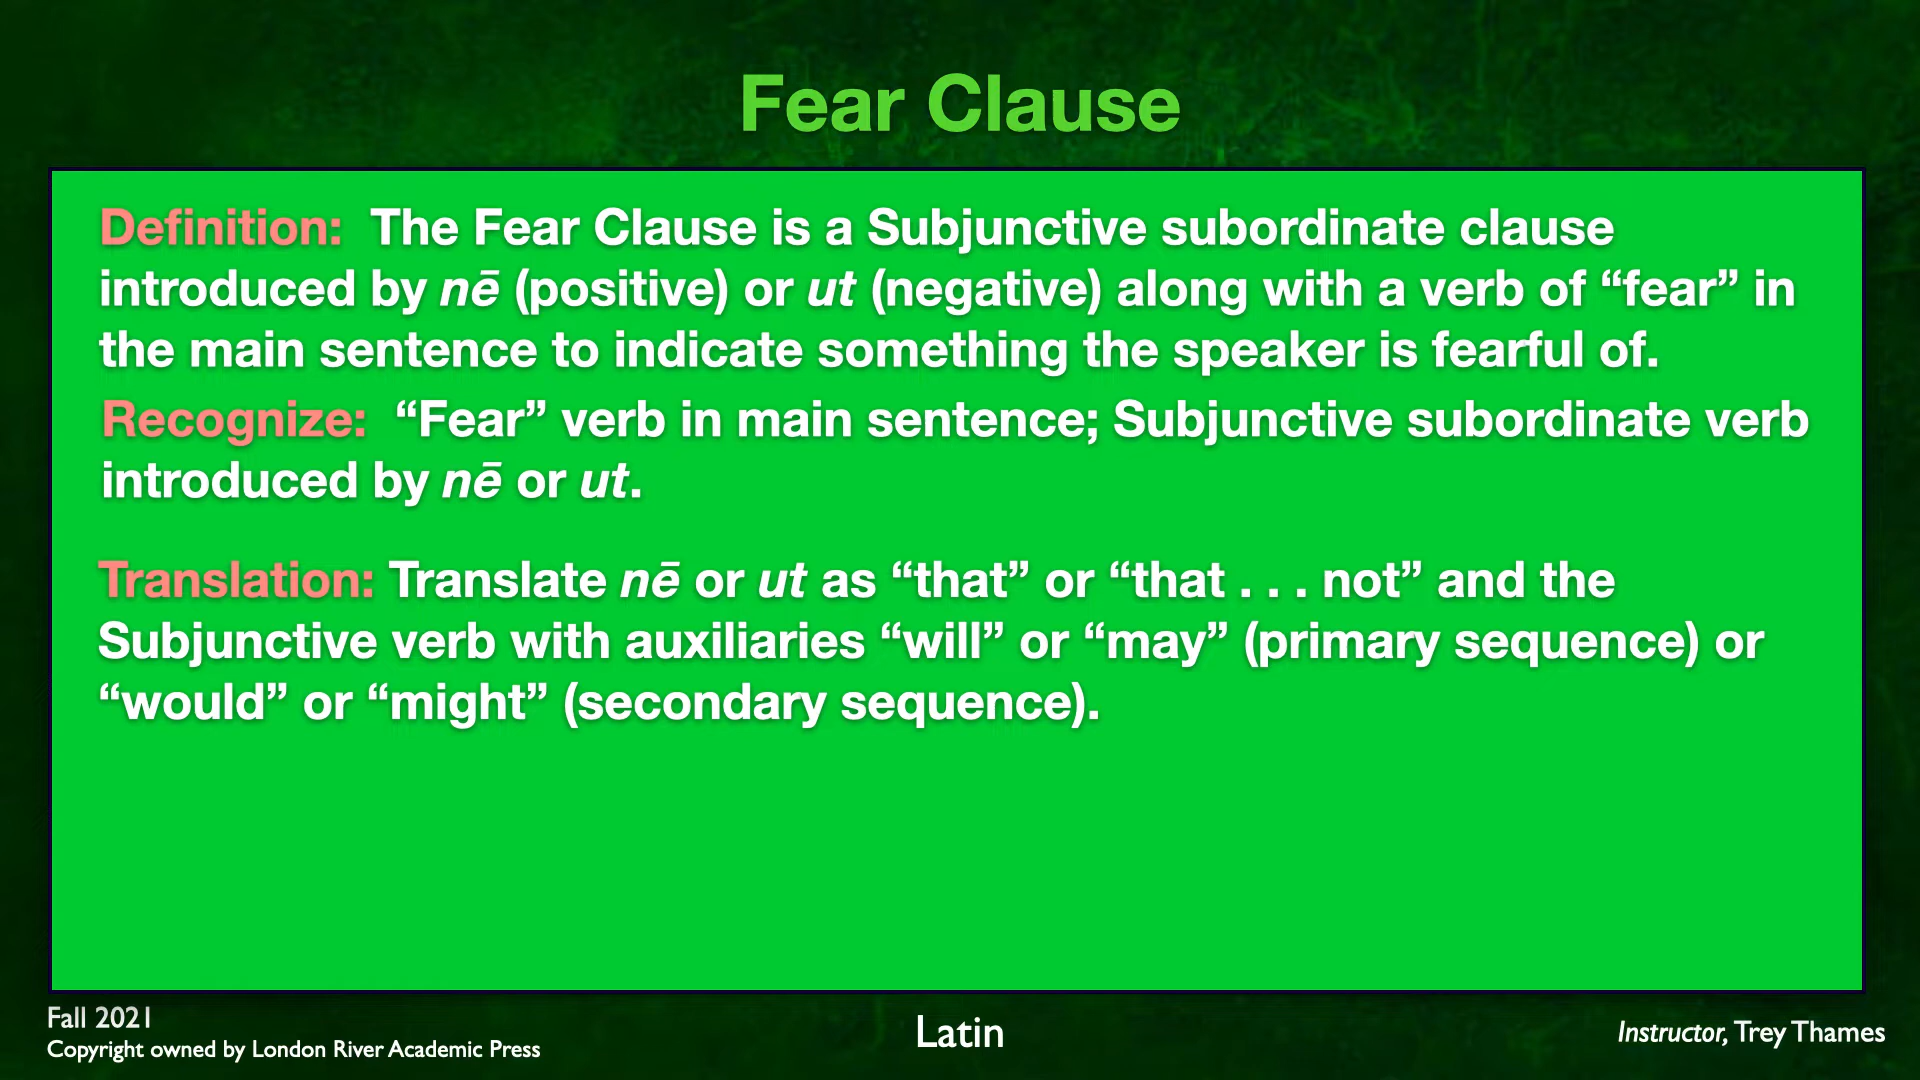 Fear Clause
Definition: The Fear Clause is a Subjunctive subordinate clause
introduced by nē (positive) or ut (negative) along with a verb of “fear” in
the main sentence to indicate something the speaker is fearful of.
Recognize: “Fear” verb in main sentence; Subjunctive subordinate verb
introduced by nē or ut.
Translation: Translate nē or ut as “that” or “that . . . not” and the
Subjunctive verb with auxiliaries “will” or “may” (primary sequence) or
“would” or “might” (secondary sequence).
Fall 2021
Copyright owned by London River Academic Press
Latin
Instructor, Trey Thames